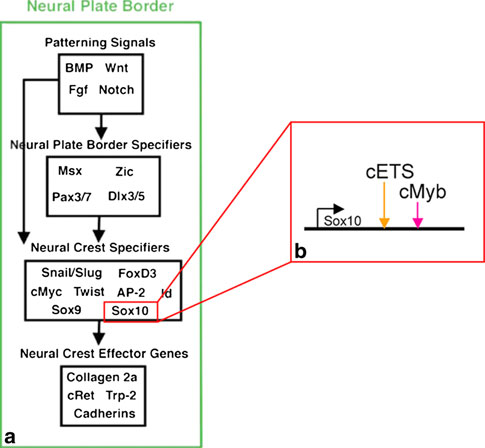 Neural Plate Border
Patterning Signals
BMP Wnt
Fgf Notch
Neural Plate Border Specifiers
Msx Zic
Pax3/7 Dlx3/5
Neural Crest Specifiers
Snail/Slug FoxD3
cMyc Twist AP-2 Id
Sox9 Sox10
Neural Crest Effector Genes
Collagen 2a
cRet Trp-2
Cadherins
a
cETS
cMyb
Sox10
b